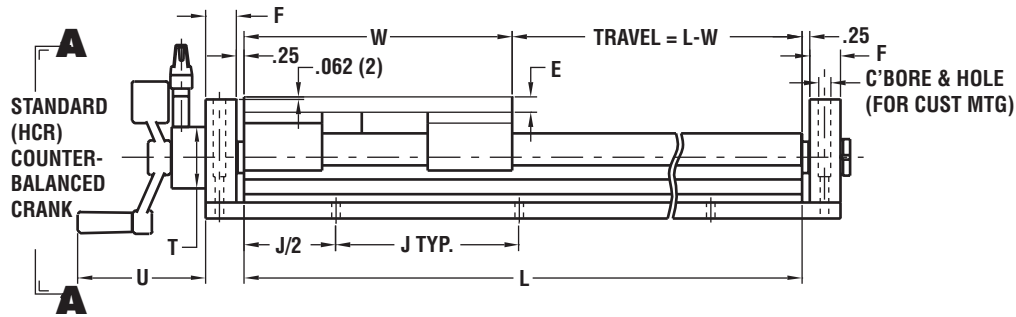 F
A
W
TRAVEL = L-W
.25
.25
F
.062 (2)
E
C'BORE & HOLE
(FOR CUST MTG)
STANDARD
(HCR)
COUNTER-
BALANCED
CRANK
T
J/2
J TYP.
U
L
A